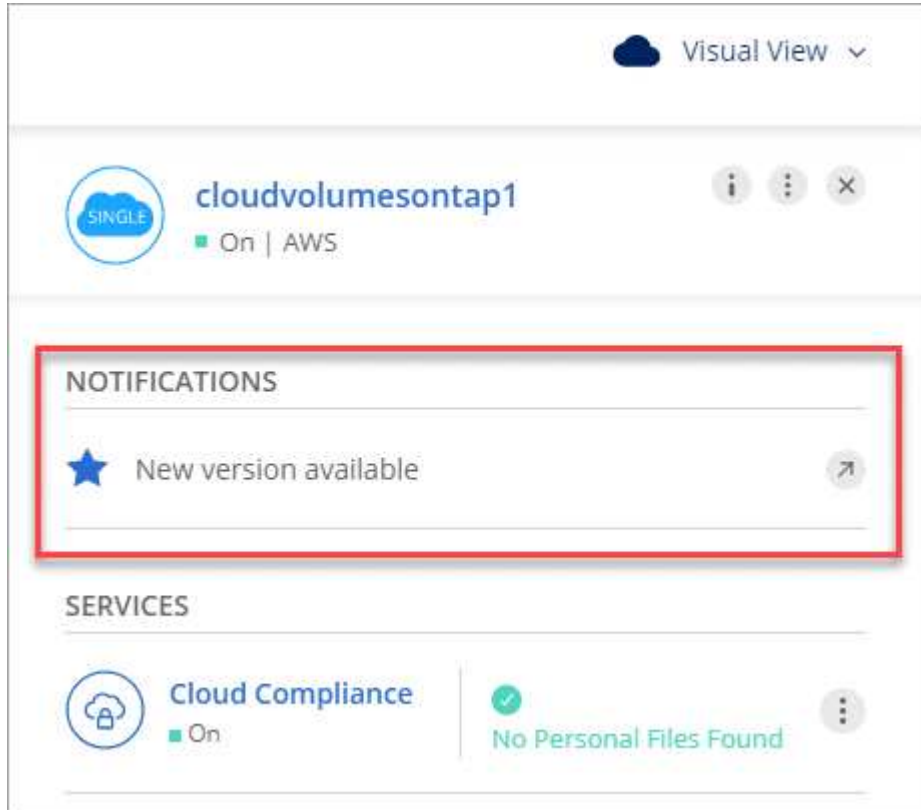 Visual View
SINGLE
cloudvolumesontap1
On | AWS
NOTIFICATIONS
New version available
SERVICES
Cloud Compliance
On
No Personal Files Found